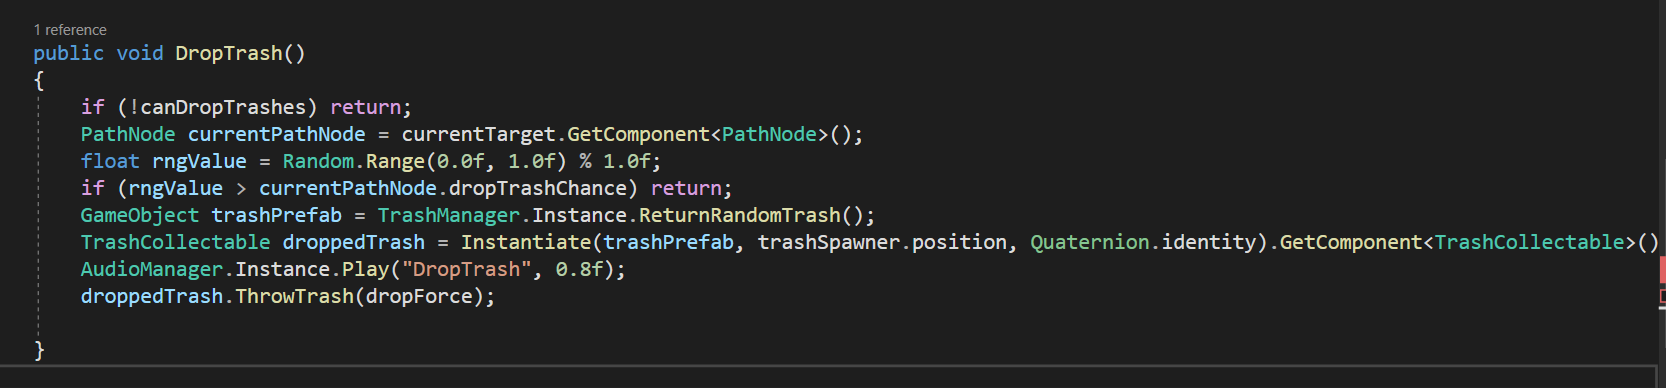 1 reference
public void DropTrash()
{
if (!canDropTrashes) return;
PathNode currentPathNode = currentTarget.GetComponent<PathNode>();
float rngValue = Random.Range(0.0f, 1.0f) % 1.0f;
if (rngValue > currentPathNode.dropTrashChance) return;
GameObject trashPrefab = TrashManager.Instance.ReturnRandomTrash();
TrashCollectable droppedTrash = Instantiate(trashPrefab, trashSpawner.position, Quaternion.identity).GetComponent<TrashCollectable>()
AudioManager.Instance.Play("DropTrash", 0.8f);
droppedTrash.ThrowTrash(dropForce);
}